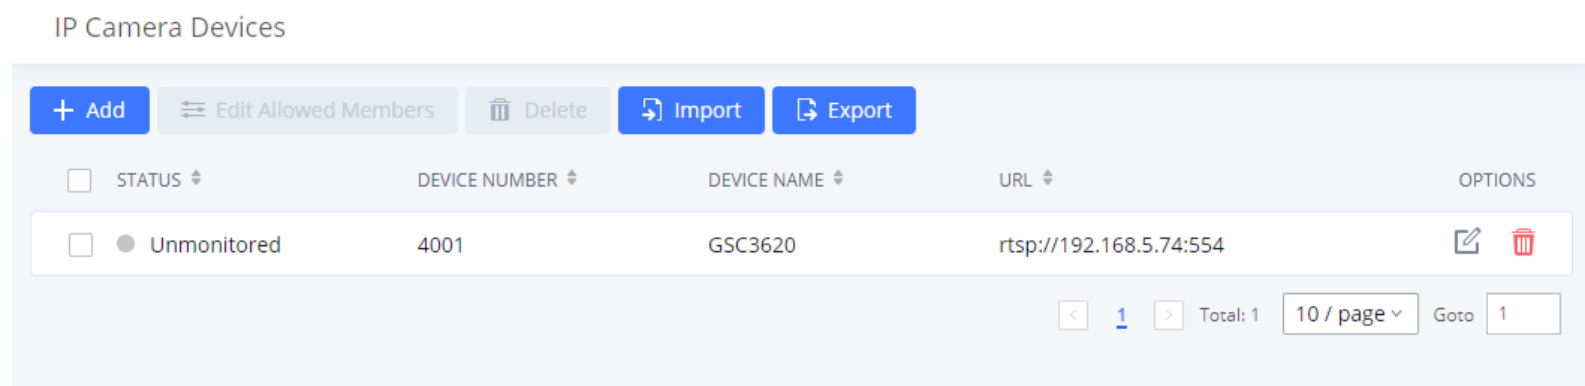 IP Camera Devices
Add Edit Allowed Members Delete Import Export
STATUS DEVICE NUMBER DEVICE NAME URL OPTIONS
Unmonitored 4001 GSC3620 rtsp://192.168.5.74:554
< 1 > Total: 1 10 / page Goto 1